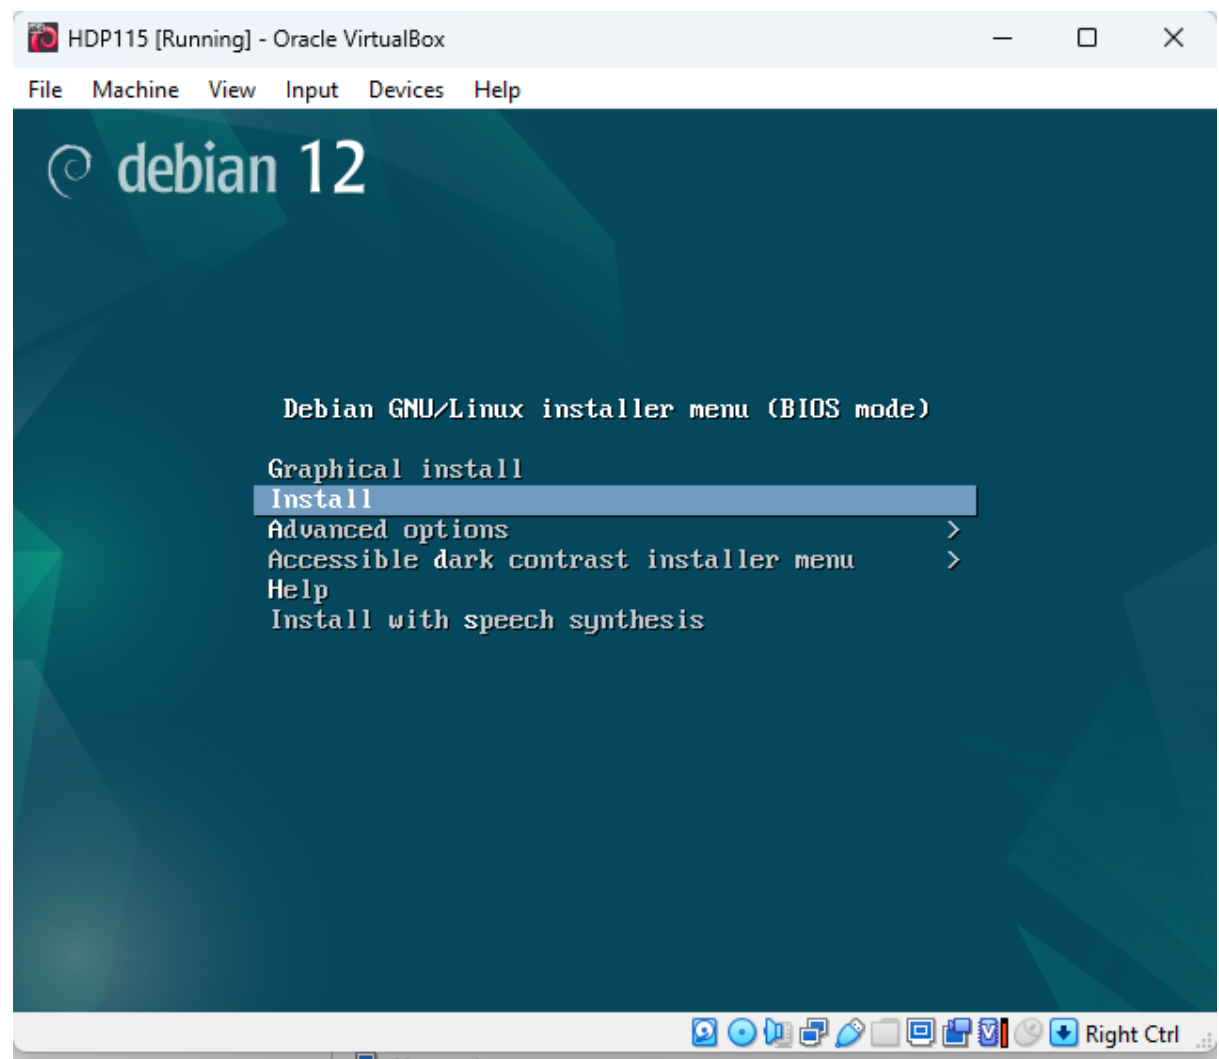 HDP115 [Running] - Oracle VirtualBox
File Machine View Input Devices Help
debian 12
Debian GNU/Linux installer menu (BIOS mode)
Graphical install
Install
Advanced options >
Accessible dark contrast installer menu >
Help
Install with speech synthesis
Right Ctrl